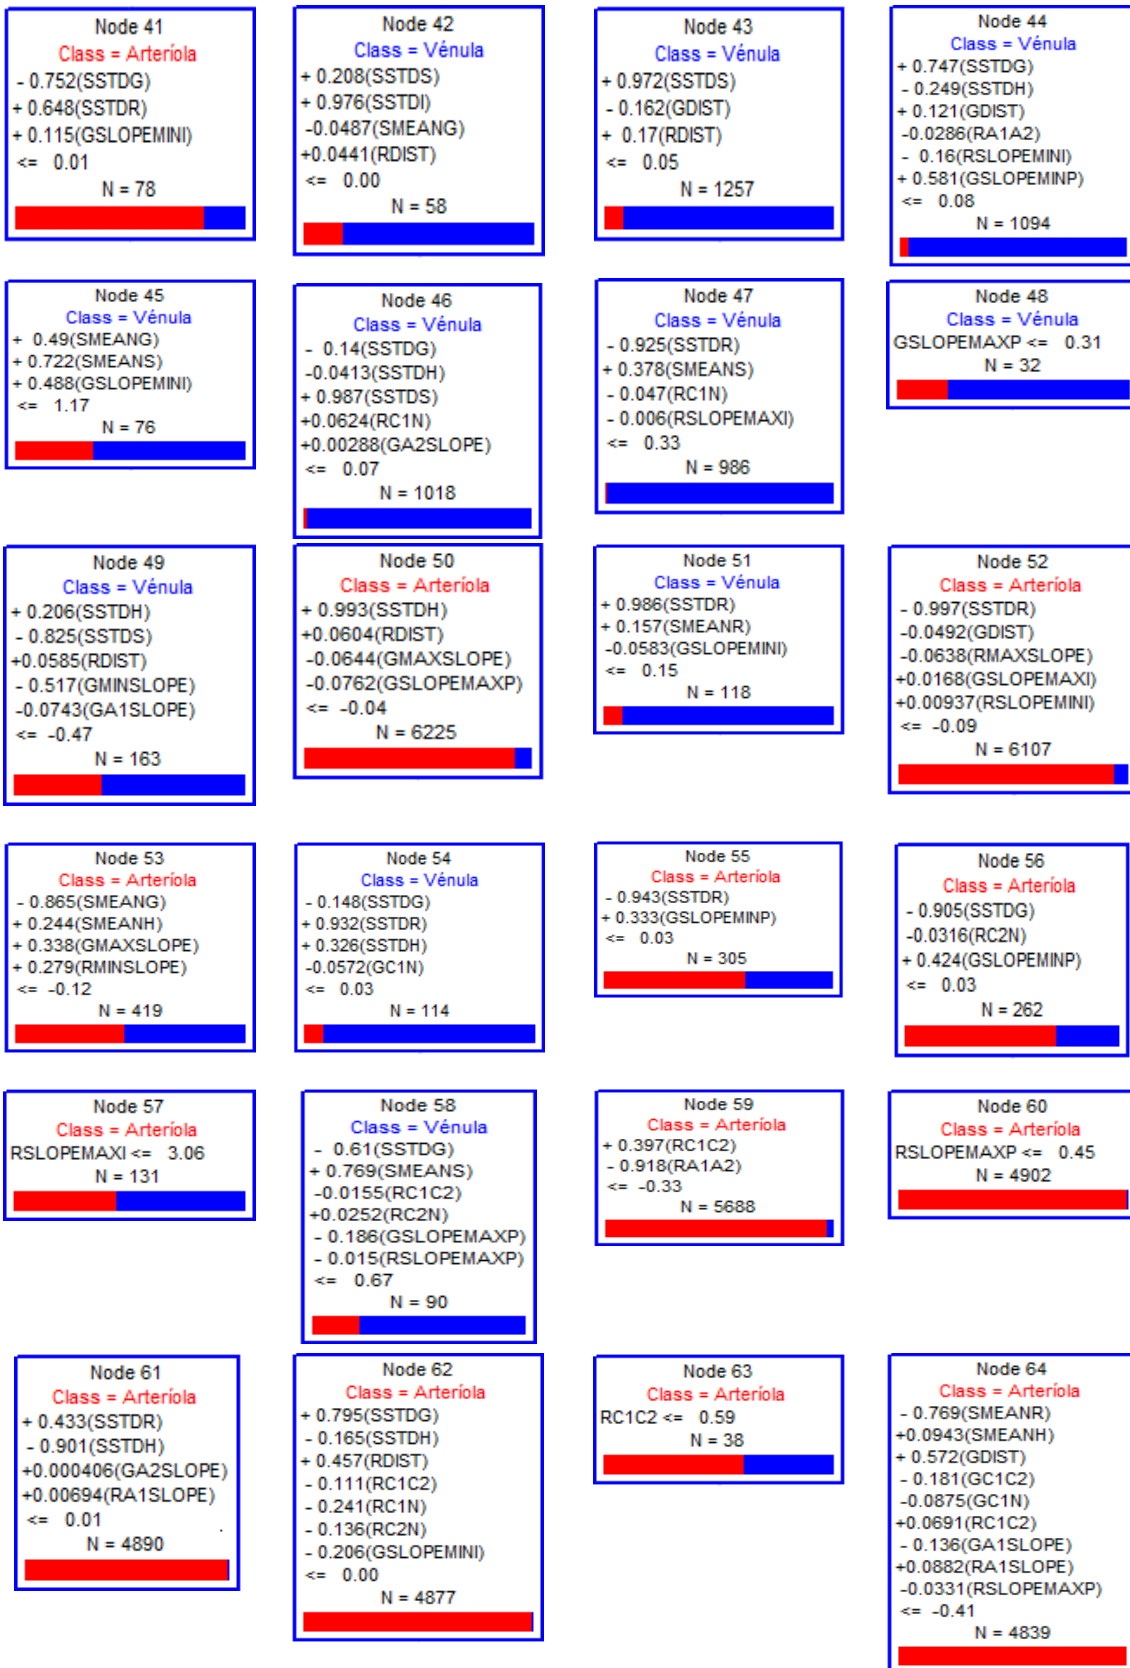 Node 41
Class = Arteríola
- 0.752(SSTDG)
+ 0.648(SSTDR)
+ 0.115(GSLOPEMINI)
<= 0.01
N = 78
Node 42
Class = Vénula
+ 0.208(SSTDS)
+ 0.976(SSTDI)
-0.0487(SMEANG)
+0.0441(RDIST)
<= 0.00
N = 58
Node 43
Class = Vénula
+ 0.972(SSTDS)
- 0.162(GDIST)
+ 0.17(RDIST)
<= 0.05
N = 1257
Node 44
Class = Vénula
+ 0.747(SSTDG)
- 0.249(SSTDH)
+ 0.121(GDIST)
-0.0286(RA1A2)
- 0.16(RSLOPEMINI)
+ 0.581(GSLOPEMINP)
<= 0.08
N = 1094
Node 45
Class = Vénula
+ 0.49(SMEANG)
+ 0.722(SMEANS)
+ 0.488(GSLOPEMINI)
<= 1.17
N = 76
Node 46
Class = Vénula
- 0.14(SSTDG)
-0.0413(SSTDH)
+ 0.987(SSTDS)
+0.0624(RC1N)
+0.00288(GA2SLOPE)
<= 0.07
N = 1018
Node 47
Class = Vénula
- 0.925(SSTDR)
+ 0.378(SMEANS)
- 0.047(RC1N)
- 0.006(RSLOPEMAXI)
<= 0.33
N = 986
Node 48
Class = Vénula
GSLOPEMAXP <= 0.31
N = 32
Node 49
Class = Vénula
+ 0.206(SSTDH)
- 0.825(SSTDS)
+0.0585(RDIST)
- 0.517(GMINSLOPE)
-0.0743(GA1SLOPE)
<= -0.47
N = 163
Node 50
Class = Arteríola
+ 0.993(SSTDH)
+0.0604(RDIST)
-0.0644(GMAXSLOPE)
-0.0762(GSLOPEMAXP)
<= -0.04
N = 6225
Node 51
Class = Vénula
+ 0.986(SSTDR)
+ 0.157(SMEANR)
-0.0583(GSLOPEMINI)
<= 0.15
N = 118
Node 52
Class = Arteríola
- 0.997(SSTDR)
-0.0492(GDIST)
-0.0638(RMAXSLOPE)
+0.0168(GSLOPEMAXI)
+0.00937(RSLOPEMINI)
<= -0.09
N = 6107
Node 53
Class = Arteríola
- 0.865(SMEANG)
+ 0.244(SMEANH)
+ 0.338(GMAXSLOPE)
+ 0.279(RMINSLOPE)
<= -0.12
N = 419
Node 54
Class = Vénula
- 0.148(SSTDG)
+ 0.932(SSTDR)
+ 0.326(SSTDH)
-0.0572(GC1N)
<= 0.03
N = 114
Node 55
Class = Arteríola
- 0.943(SSTDR)
+ 0.333(GSLOPEMINP)
<= 0.03
N = 305
Node 56
Class = Arteríola
- 0.905(SSTDG)
-0.0316(RC2N)
+ 0.424(GSLOPEMINP)
<= 0.03
N = 262
Node 57
Class = Arteríola
RSLOPEMAXI <= 3.06
N = 131
Node 58
Class = Vénula
- 0.61(SSTDG)
+ 0.769(SMEANS)
-0.0155(RC1C2)
+0.0252(RC2N)
- 0.186(GSLOPEMAXP)
- 0.015(RSLOPEMAXP)
<= 0.67
N = 90
Node 59
Class = Arteríola
+ 0.397(RC1C2)
- 0.918(RA1A2)
<= -0.33
N = 5688
Node 60
Class = Arteríola
RSLOPEMAXP <= 0.45
N = 4902
Node 61
Class = Arteríola
+ 0.433(SSTDR)
- 0.901(SSTDH)
+0.000406(GA2SLOPE)
+0.00694(RA1SLOPE)
<= 0.01
N = 4890
Node 62
Class = Arteríola
+ 0.795(SSTDG)
- 0.165(SSTDH)
+ 0.457(RDIST)
- 0.111(RC1C2)
- 0.241(RC1N)
- 0.136(RC2N)
- 0.206(GSLOPEMINI)
<= 0.00
N = 4877
Node 63
Class = Arteríola
RC1C2 <= 0.59
N = 38
Node 64
Class = Arteríola
- 0.769(SMEANR)
+0.0943(SMEANH)
+ 0.572(GDIST)
- 0.181(GC1C2)
-0.0875(GC1N)
+0.0691(RC1C2)
- 0.136(GA1SLOPE)
+0.0882(RA1SLOPE)
-0.0331(RSLOPEMAXP)
<= -0.41
N = 4839